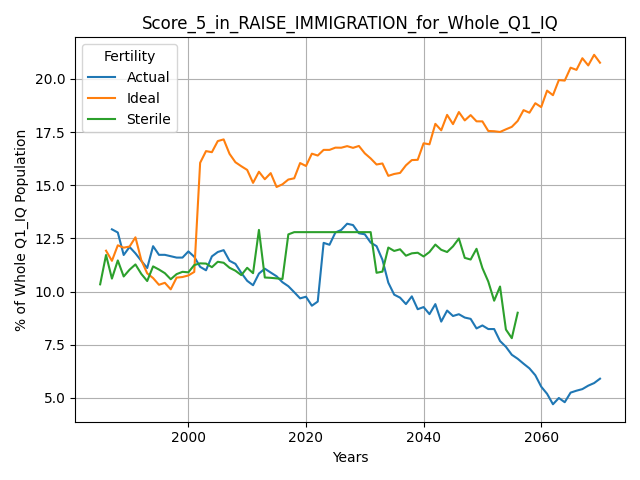 Score_5_in_RAISE_IMMIGRATION_for_Whole_Q1_IQ
Fertility
Actual
Ideal
Sterile
% of Whole Q1_IQ Population
20.0
17.5
15.0
12.5
10.0
7.5
5.0
2000
2020
2040
2060
Years